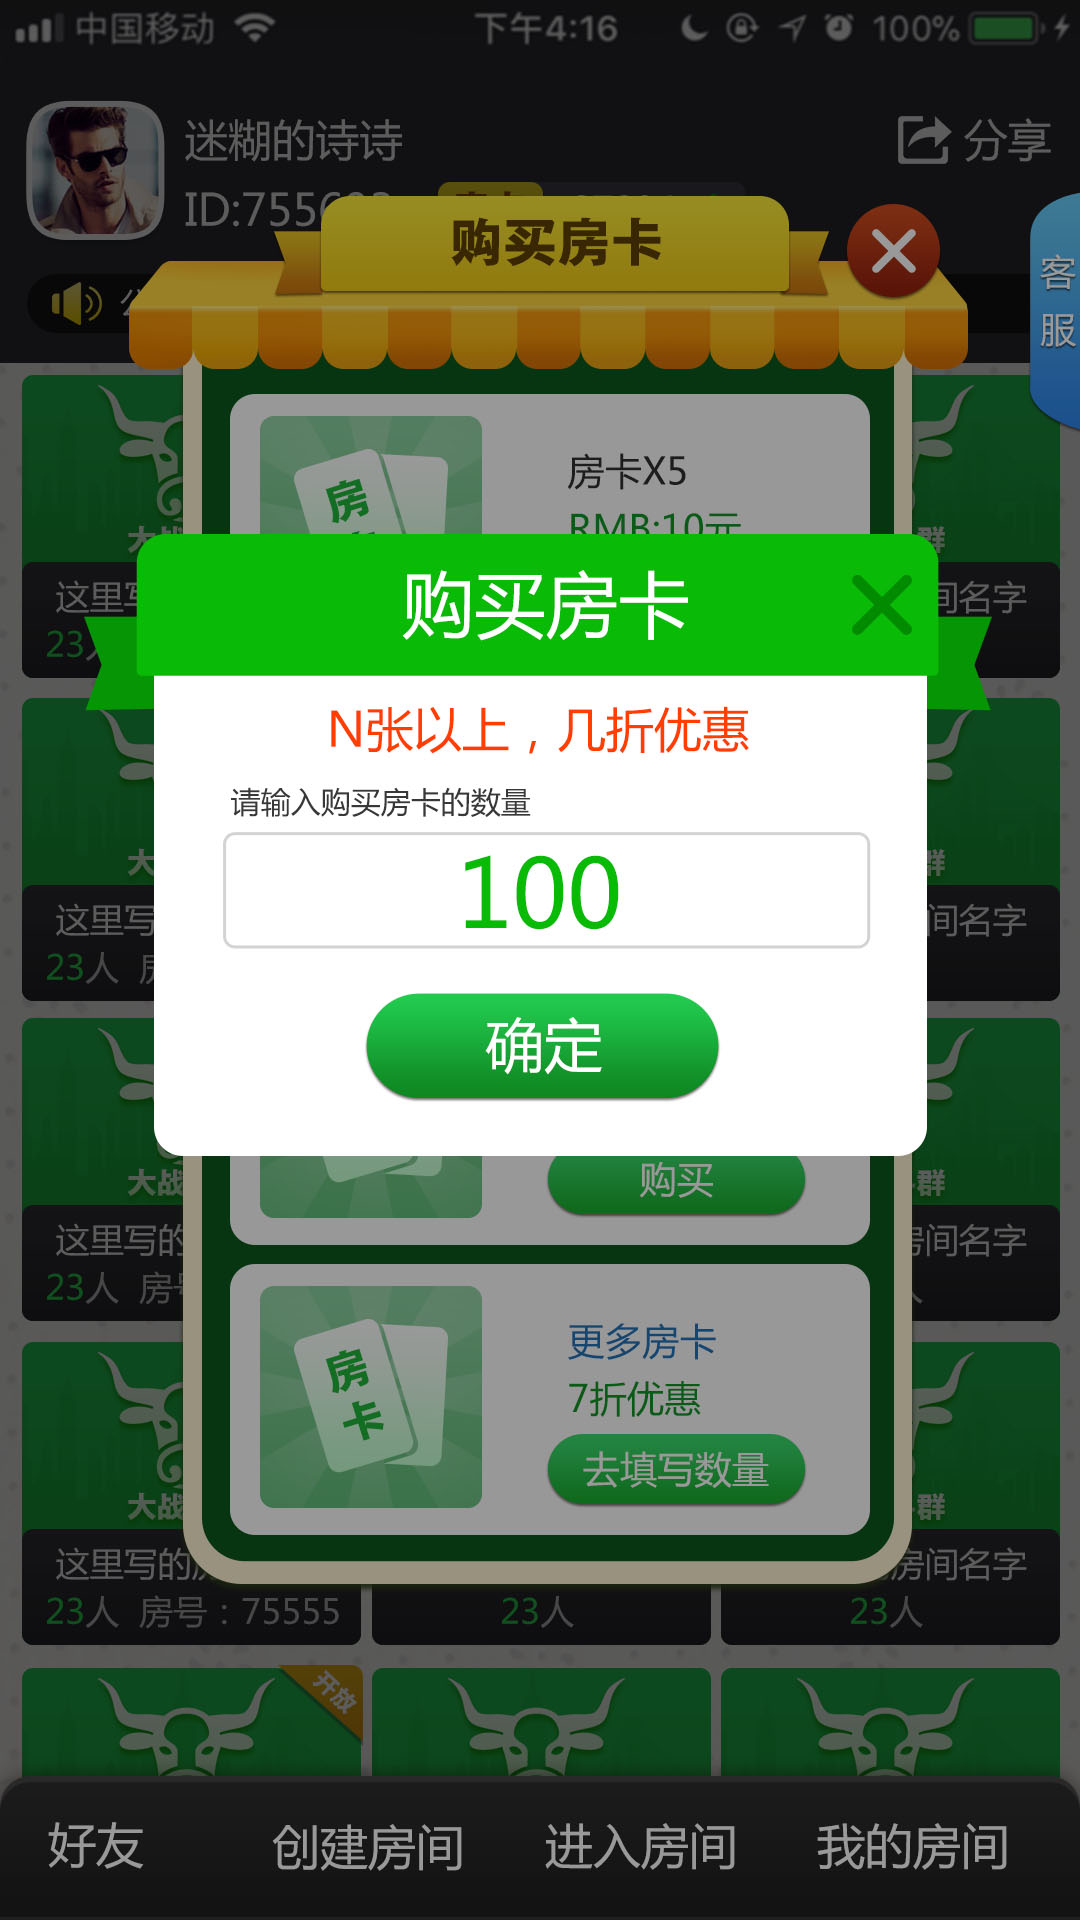 中国移动
下午4:16
100%
迷糊的诗诗
分享
购买房卡
客服
房卡X5
RMB:10元
房
购买房卡
N张以上，几折优惠
请输入购买房卡的数量
100
确定
购买
房卡
更多房卡
7折优惠
去填写数量
大战
群
这里写
间名字
23人
大
群
这里写
间名字
23人
大战
群
这里写的
房间名字
23人 房号
人
大战
群
这里写的房
房间名字
23人 房号：75555
23人
23人
开放
好友
创建房间
进入房间
我的房间